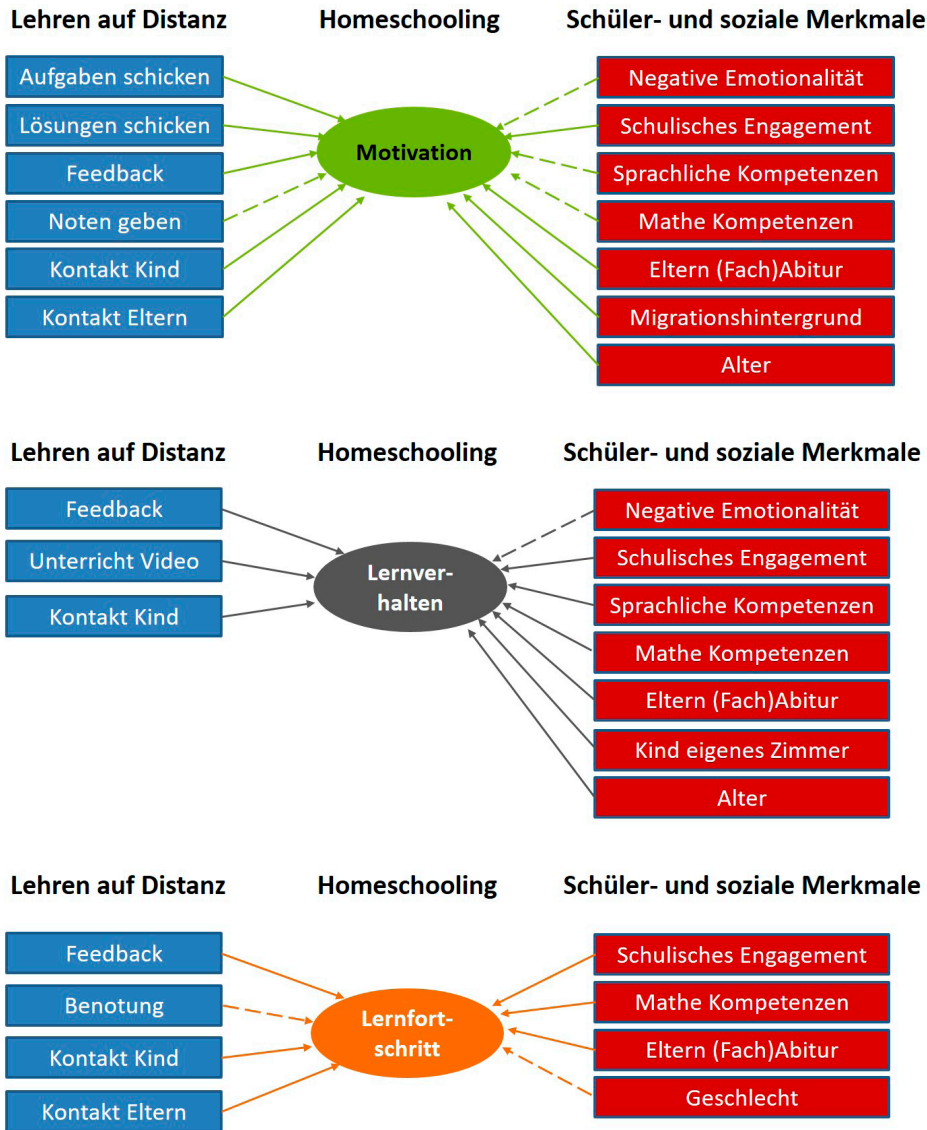 Lehren auf Distanz
Homeschooling
Schüler- und soziale Merkmale
Aufgaben schicken
Lösungen schicken
Feedback
Noten geben
Kontakt Kind
Kontakt Eltern
Motivation
Negative Emotionalität
Schulisches Engagement
Sprachliche Kompetenzen
Mathe Kompetenzen
Eltern (Fach)Abitur
Migrationshintergrund
Alter
Lehren auf Distanz
Homeschooling
Schüler- und soziale Merkmale
Feedback
Unterricht Video
Kontakt Kind
Lernver-
halten
Negative Emotionalität
Schulisches Engagement
Sprachliche Kompetenzen
Mathe Kompetenzen
Eltern (Fach)Abitur
Kind eigenes Zimmer
Alter
Lehren auf Distanz
Homeschooling
Schüler- und soziale Merkmale
Feedback
Benotung
Kontakt Kind
Kontakt Eltern
Lernfort-
schritt
Schulisches Engagement
Mathe Kompetenzen
Eltern (Fach)Abitur
Geschlecht